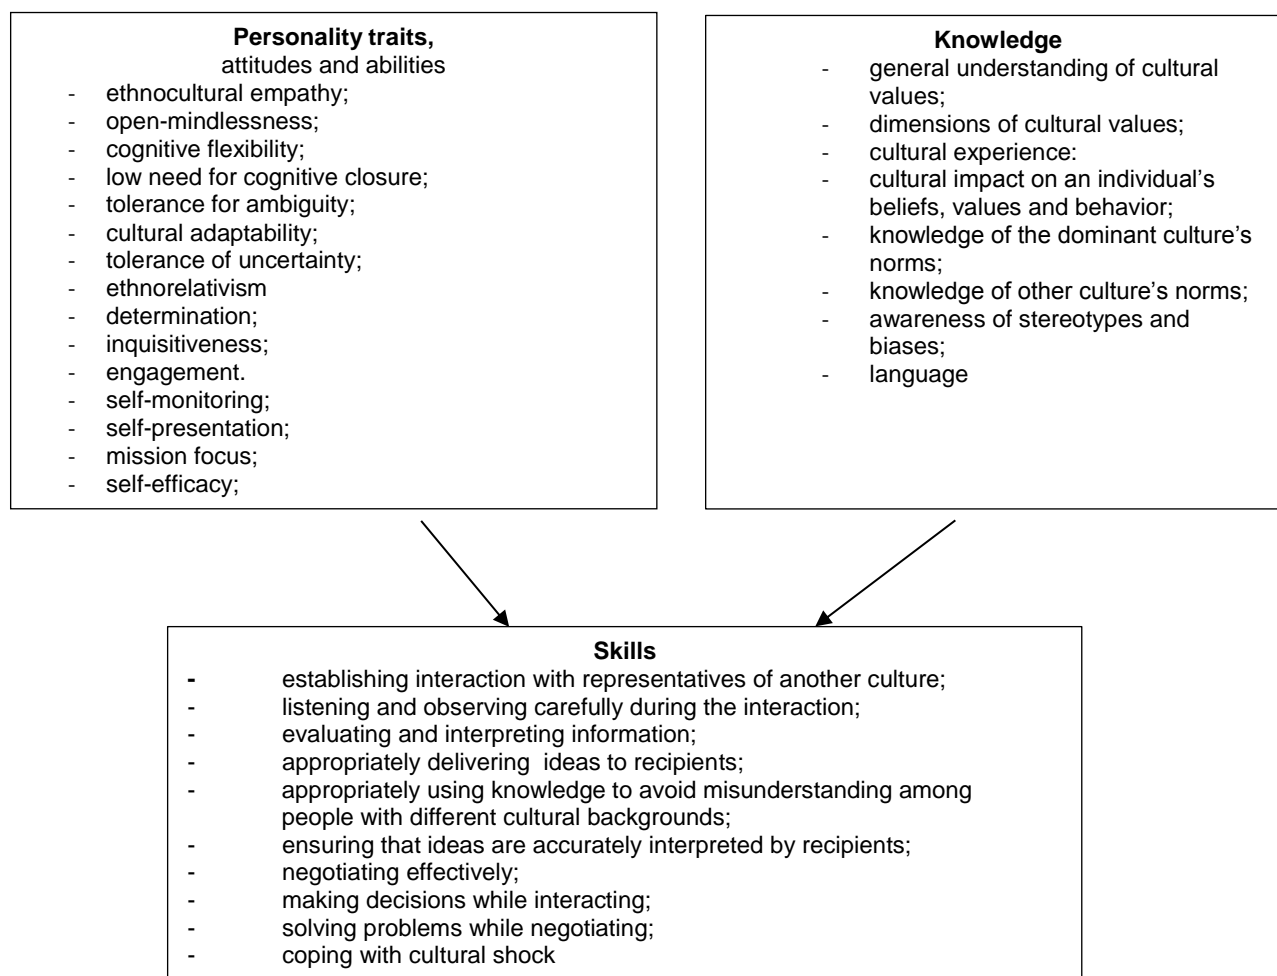 Personality traits,
attitudes and abilities
- ethnocultural empathy;
- open-mindlessness;
- cognitive flexibility;
- low need for cognitive closure;
- tolerance for ambiguity;
- cultural adaptability;
- tolerance of uncertainty;
- ethnorelativism
- determination;
- inquisitiveness;
- engagement.
- self-monitoring;
- self-presentation;
- mission focus;
- self-efficacy;
Knowledge
- general understanding of cultural
values;
- dimensions of cultural values;
- cultural experience:
- cultural impact on an individual’s
beliefs, values and behavior;
- knowledge of the dominant culture’s
norms;
- knowledge of other culture’s norms;
- awareness of stereotypes and
biases;
- language
Skills
- establishing interaction with representatives of another culture;
- listening and observing carefully during the interaction;
- evaluating and interpreting information;
- appropriately delivering ideas to recipients;
- appropriately using knowledge to avoid misunderstanding among
people with different cultural backgrounds;
- ensuring that ideas are accurately interpreted by recipients;
- negotiating effectively;
- making decisions while interacting;
- solving problems while negotiating;
- coping with cultural shock